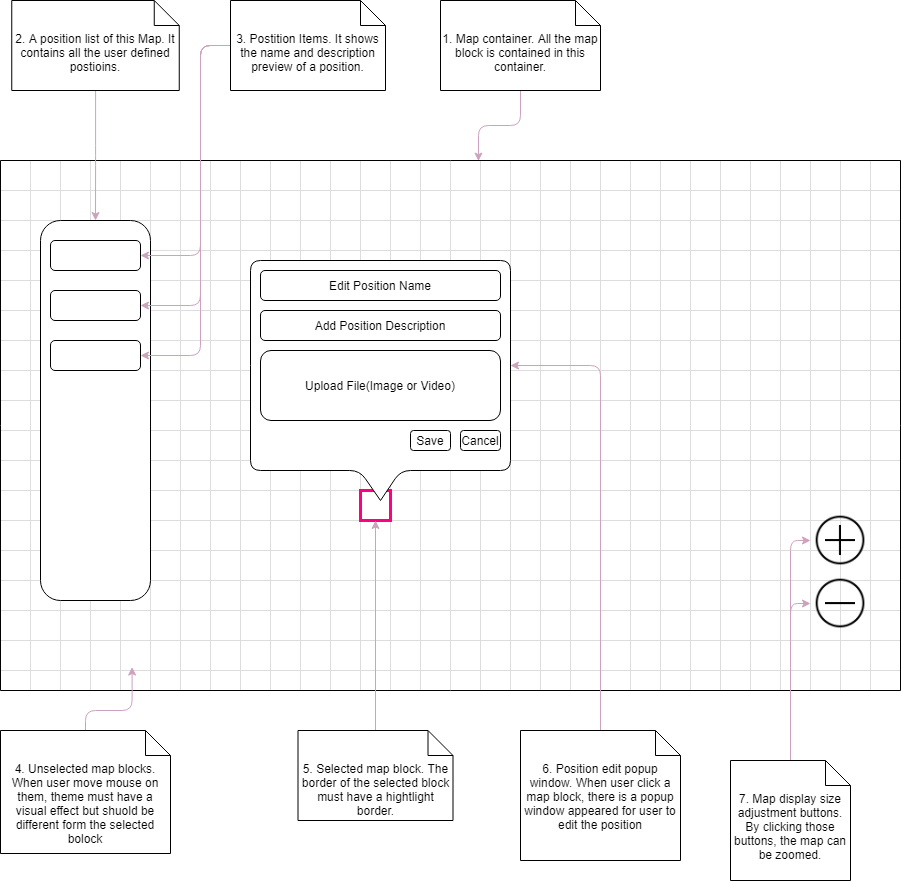 2. A position list of this Map. It
contains all the user defined
postioins.
3. Postition Items. It shows
the name and description
preview of a position.
1. Map container. All the map
block is contained in this
container.
Edit Position Name
Add Position Description
Upload File(Image or Video)
Save
Cancel
4. Unselected map blocks.
When user move mouse on
them, theme must have a
visual effect but shuould be
different form the selected
bolock
5. Selected map block. The
border of the selected block
must have a hightlight
border.
6. Position edit popup
window. When user click a
map block, there is a popup
window appeared for user to
edit the position
7. Map display size
adjustment buttons.
By clicking those
buttons, the map can
be zoomed.